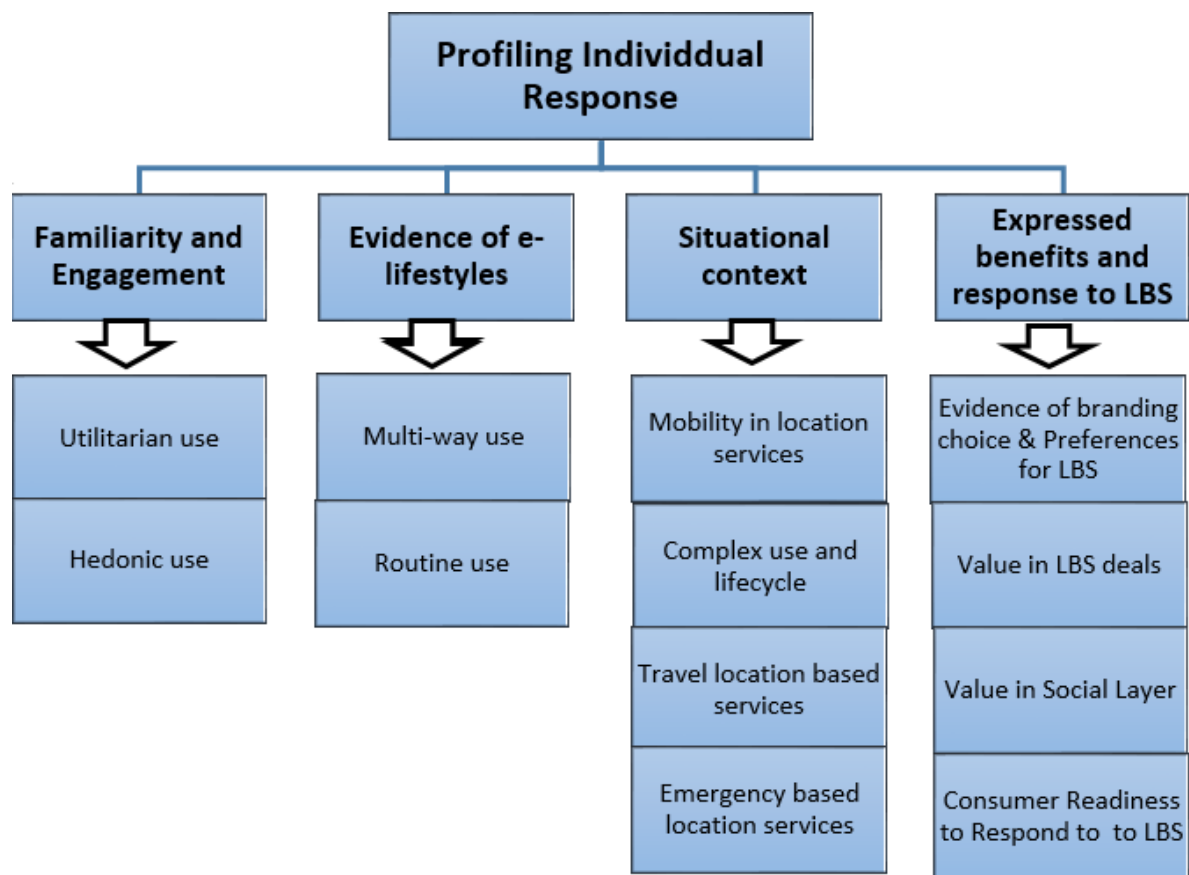 Profiling Individdual
Response
Familiarity and
Engagement
Utilitarian use
Hedonic use
Evidence of e-
lifestyles
Multi-way use
Routine use
Situational
context
Mobility in location
services
Complex use and
lifecycle
Travel location based
services
Emergency based
location services
Expressed
benefits and
response to LBS
Evidence of branding
choice & Preferences
for LBS
Value in LBS deals
Value in Social Layer
Consumer Readiness
to Respond to  to LBS